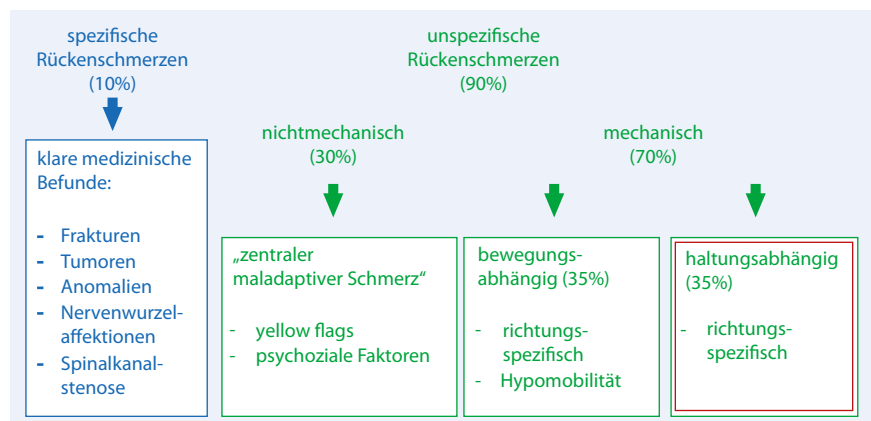 spezifische
Rückenschmerzen
(10%)
unspezifische
Rückenschmerzen
(90%)
nichtmechanisch
(30%)
mechanisch
(70%)
klare medizinische
Befunde:
- Frakturen
- Tumoren
- Anomalien
- Nervenwurzel-
affektionen
- Spinalkanal-
stenose
„zentraler
maladaptiver Schmerz“
- yellow flags
- psychoziale Faktoren
bewegungs-
abhängig (35%)
- richtungs-
spezifisch
- Hypomobilität
haltungsabhängig
(35%)
- richtungs-
spezifisch